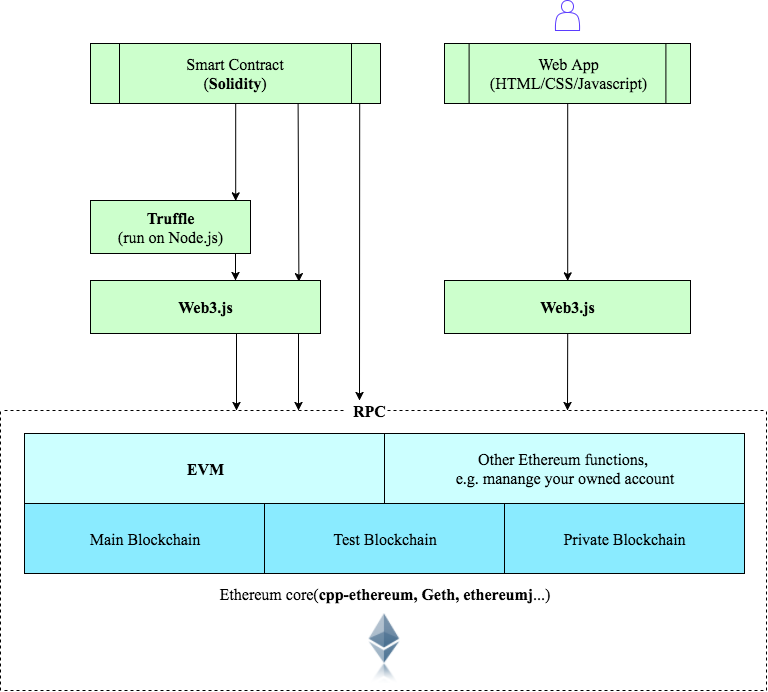 Smart Contract
(Solidity)
Web App
(HTML/CSS/Javascript)
Truffle
(run on Node.js)
Web3.js
Web3.js
RPC
EVM
Other Ethereum functions,
e.g. manange your owned account
Main Blockchain
Test Blockchain
Private Blockchain
Ethereum core(cpp-ethereum, Geth, ethereumj...)